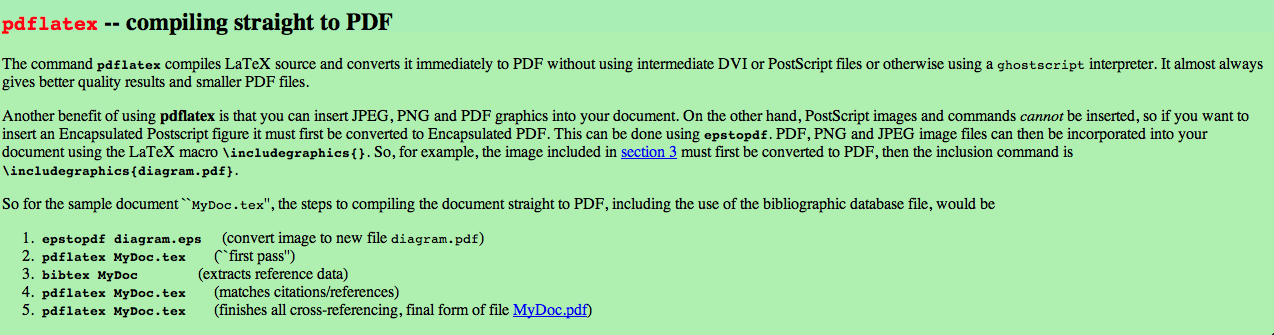 pdflatex -- compiling straight to PDF
The command pdflatex compiles LaTeX source and converts it immediately to PDF without using intermediate DVI or PostScript files or otherwise using a ghostscript interpreter. It almost always
gives better quality results and smaller PDF files.
Another benefit of using pdflatex is that you can insert JPEG, PNG and PDF graphics into your document. On the other hand, PostScript images and commands cannot be inserted, so if you want to
insert an Encapsulated Postscript figure it must first be converted to Encapsulated PDF. This can be done using epstopdf. PDF, PNG and JPEG image files can then be incorporated into your
document using the LaTeX macro \includegraphics{}. So, for example, the image included in section 3 must first be converted to PDF, then the inclusion command is
\includegraphics{diagram.pdf}.
So for the sample document ``MyDoc.tex", the steps to compiling the document straight to PDF, including the use of the bibliographic database file, would be
1. epstopdf diagram.eps (convert image to new file diagram.pdf)
2. pdflatex MyDoc.tex (``first pass")
3. bibtex MyDoc (extracts reference data)
4. pdflatex MyDoc.tex (matches citations/references)
5. pdflatex MyDoc.tex (finishes all cross-referencing, final form of file MyDoc.pdf)